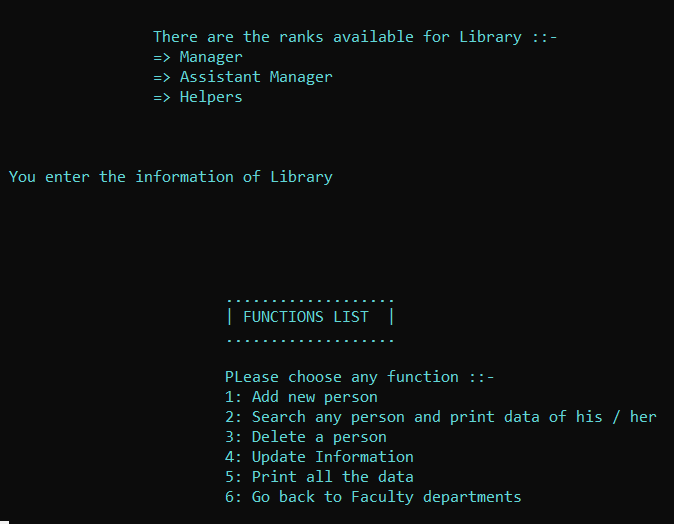 There are the ranks available for Library ::-
=> Manager
=> Assistant Manager
=> Helpers
You enter the information of Library
...................
| FUNCTIONS LIST  |
...................
PLease choose any function ::-
1: Add new person
2: Search any person and print data of his / her
3: Delete a person
4: Update Information
5: Print all the data
6: Go back to Faculty departments